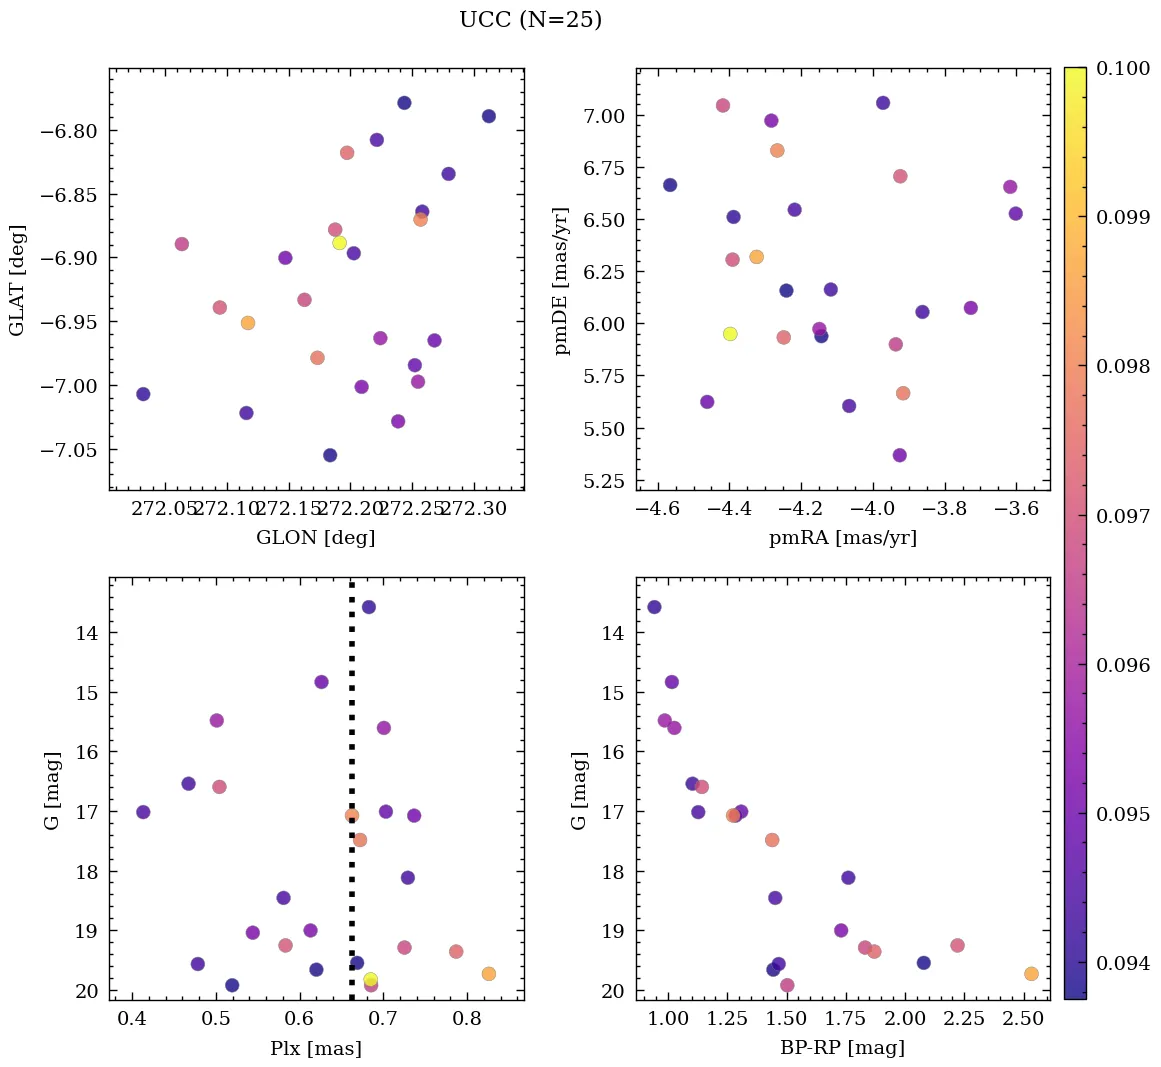 UCC (N=25)
−6.80
−6.85
−6.90
−6.95
−7.00
−7.05
GLAT [deg]
272.05 272.10 272.15 272.20 272.25 272.30
GLON [deg]
7.00
6.75
6.50
6.25
6.00
5.75
5.50
5.25
pmDE [mas/yr]
−4.6 −4.4 −4.2 −4.0 −3.8 −3.6
pmRA [mas/yr]
14
15
16
17
18
19
20
G [mag]
0.4 0.5 0.6 0.7 0.8
Plx [mas]
14
15
16
17
18
19
20
G [mag]
1.00 1.25 1.50 1.75 2.00 2.25 2.50
BP-RP [mag]
0.100
0.099
0.098
0.097
0.096
0.095
0.094